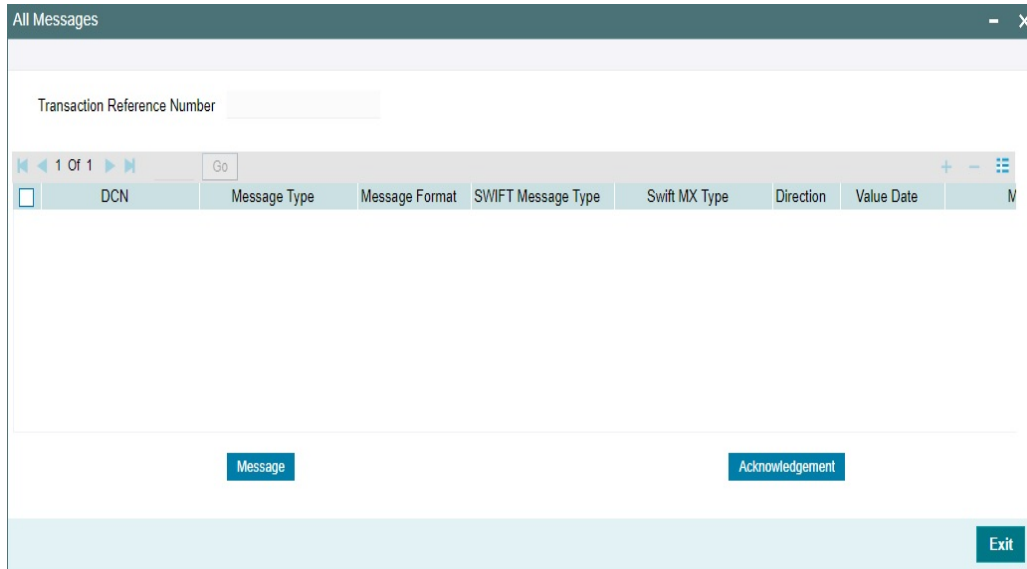 All Messages
Transaction Reference Number
1 Of 1 Go
DCN Message Type Message Format SWIFT Message Type Swift MX Type Direction Value Date M
Message Acknowledgement
Exit